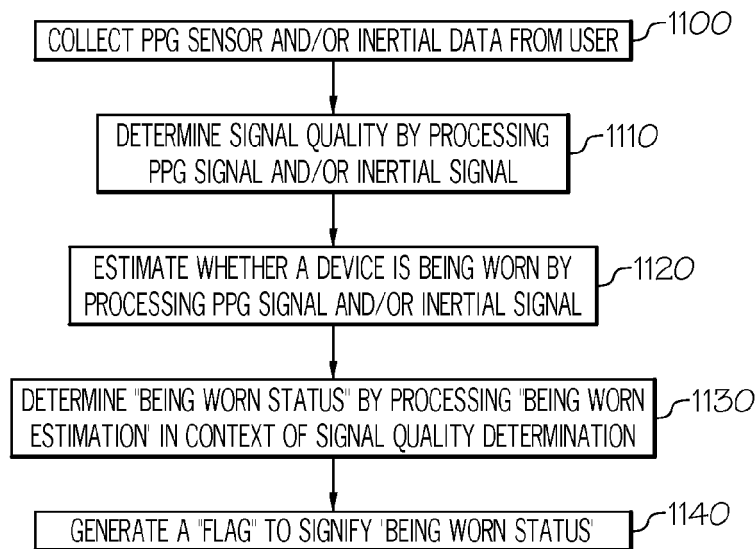 COLLECT PPG SENSOR AND/OR INERTIAL DATA FROM USER
1100
DETERMINE SIGNAL QUALITY BY PROCESSING
PPG SIGNAL AND/OR INERTIAL SIGNAL
1110
ESTIMATE WHETHER A DEVICE IS BEING WORN BY
PROCESSING PPG SIGNAL AND/OR INERTIAL SIGNAL
1120
DETERMINE "BEING WORN STATUS" BY PROCESSING "BEING WORN
ESTIMATION' IN CONTEXT OF SIGNAL QUALITY DETERMINATION
1130
GENERATE A "FLAG" TO SIGNIFY 'BEING WORN STATUS'
1140